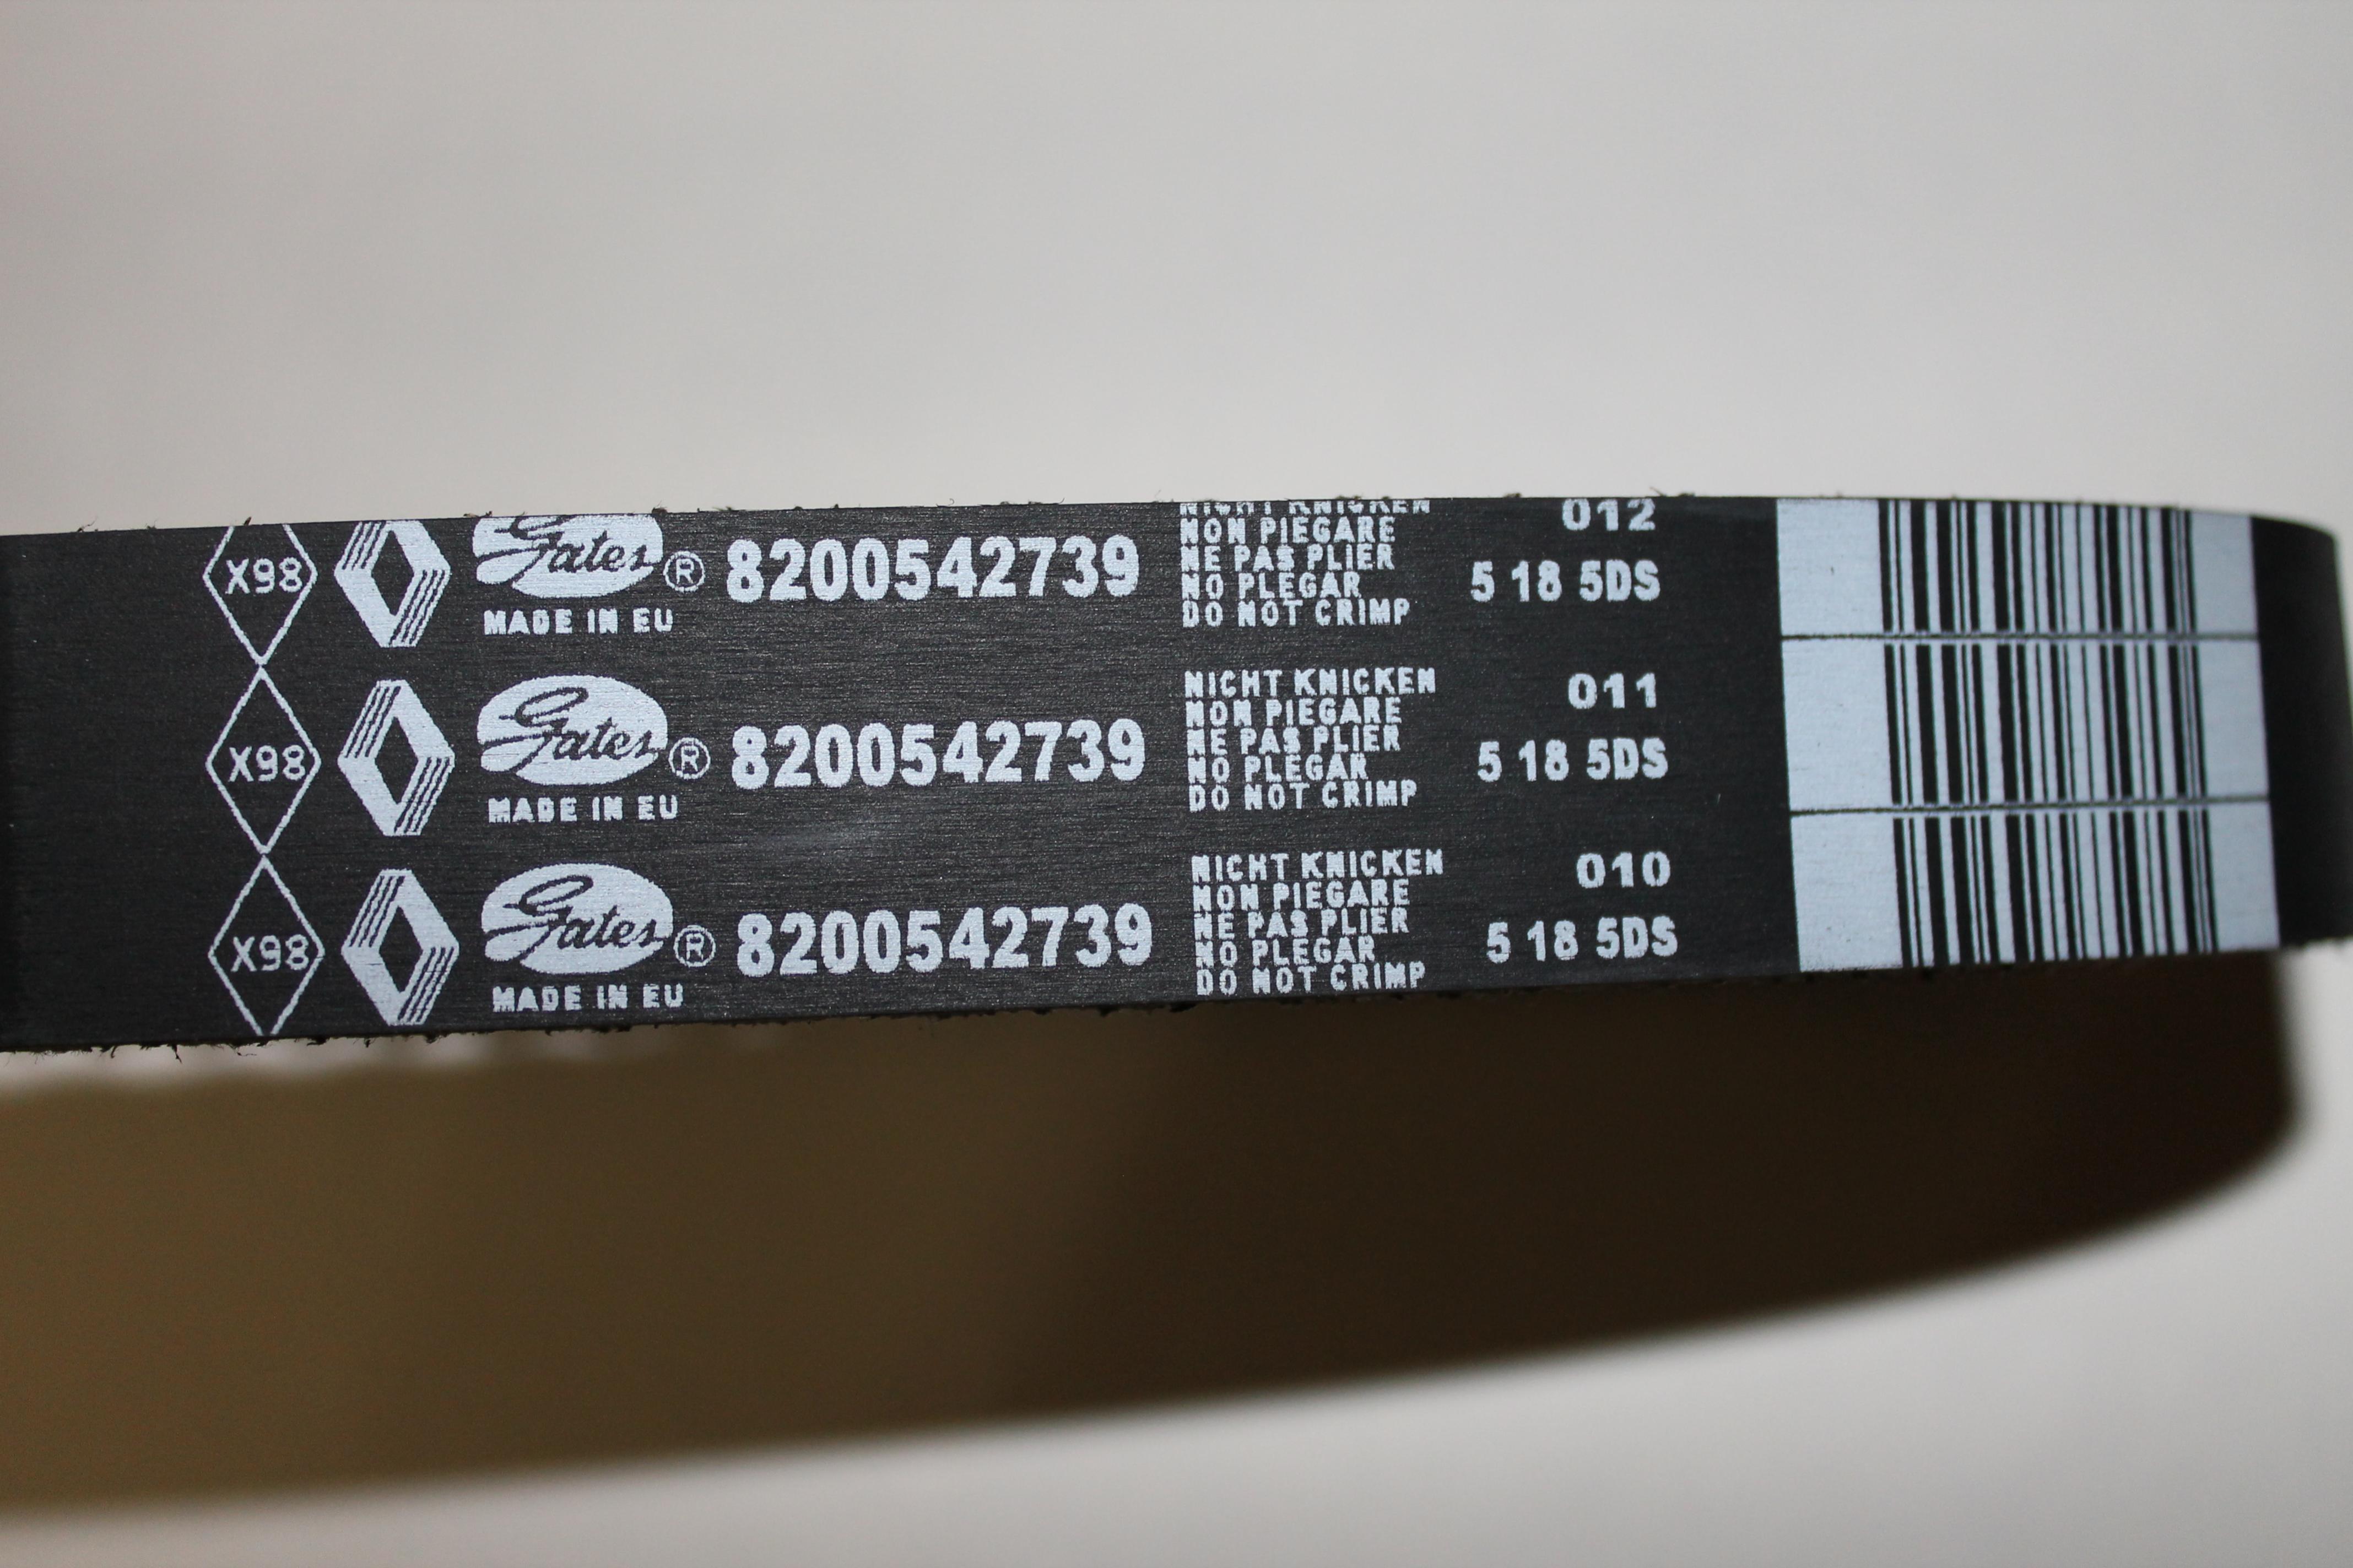 X98 Gates ® 8200542739
MADE IN EU
NICHT KNICKEN
NON PIEGARE
NE PAS PLIER
NO PLEGAR
DO NOT CRIMP
012
5 18 5DS
X98 Gates ® 8200542739
MADE IN EU
NICHT KNICKEN
NON PIEGARE
NE PAS PLIER
NO PLEGAR
DO NOT CRIMP
011
5 18 5DS
X98 Gates ® 8200542739
MADE IN EU
NICHT KNICKEN
NON PIEGARE
NE PAS PLIER
NO PLEGAR
DO NOT CRIMP
010
5 18 5DS